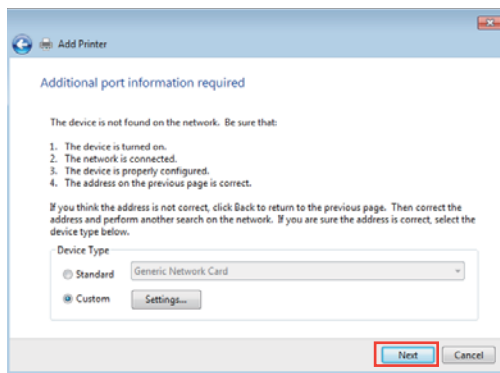 Add Printer
Additional port information required
The device is not found on the network. Be sure that:
1. The device is turned on.
2. The network is connected.
3. The device is properly configured.
4. The address on the previous page is correct.
If you think the address is not correct, click Back to return to the previous page. Then correct the
address and perform another search on the network. If you are sure the address is correct, select the
device type below.
Device Type
Standard Generic Network Card
Custom Settings...
Next Cancel